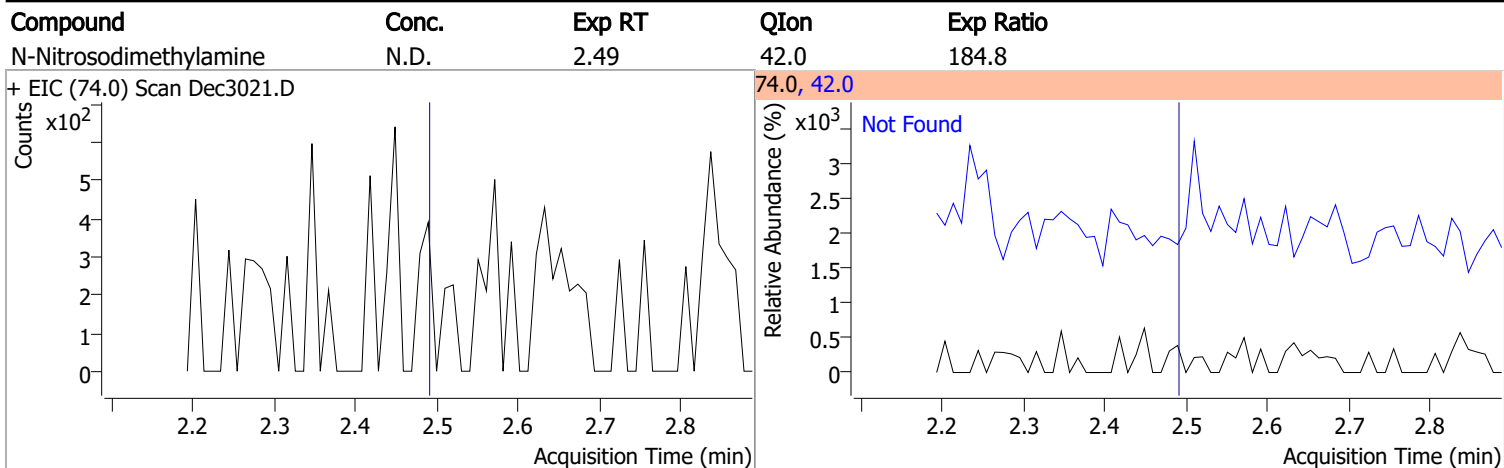 Compound Conc. Exp RT QIon Exp Ratio
N-Nitrosodimethylamine N.D. 2.49 42.0 184.8
+ EIC (74.0) Scan Dec3021.D
Counts
x10²
5
4
3
2
1
0
2.2 2.3 2.4 2.5 2.6 2.7 2.8
Acquisition Time (min)
74.0, 42.0
Relative Abundance (%)
x10³
Not Found
3
2.5
2
1.5
1
0.5
0
2.2 2.3 2.4 2.5 2.6 2.7 2.8
Acquisition Time (min)